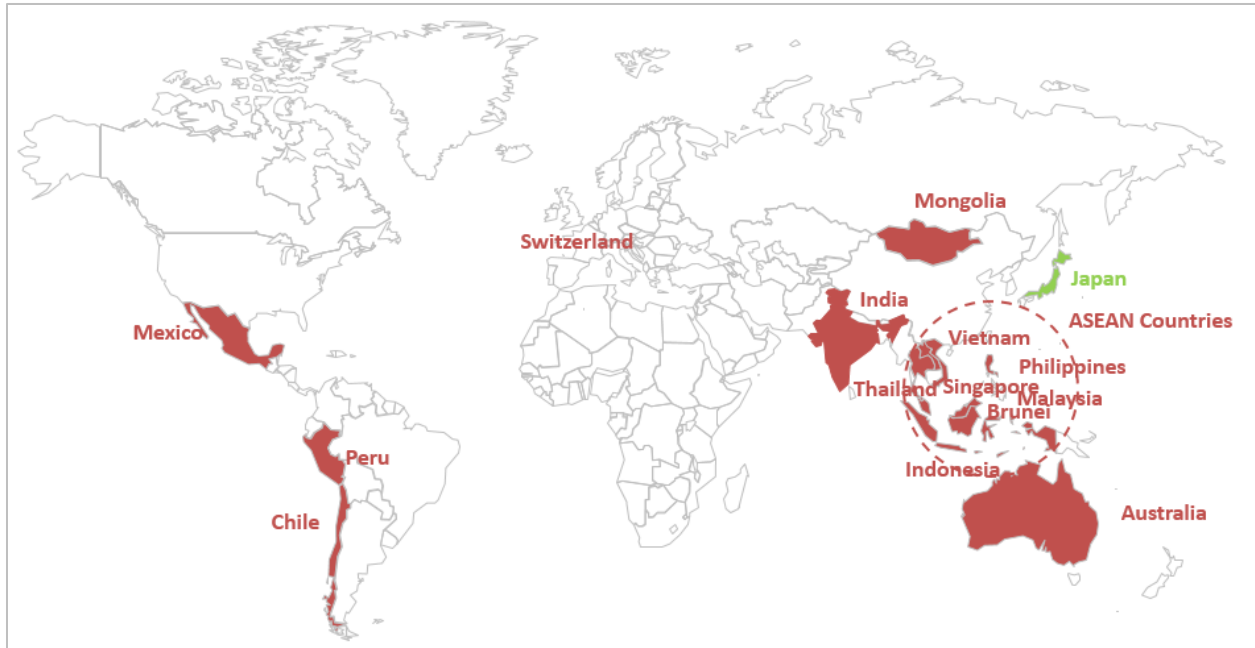 Mongolia
Switzerland
Japan
India
ASEAN Countries
Mexico
Vietnam
Philippines
Thailand
Singapore
Malaysia
Brunei
Peru
Indonesia
Chile
Australia